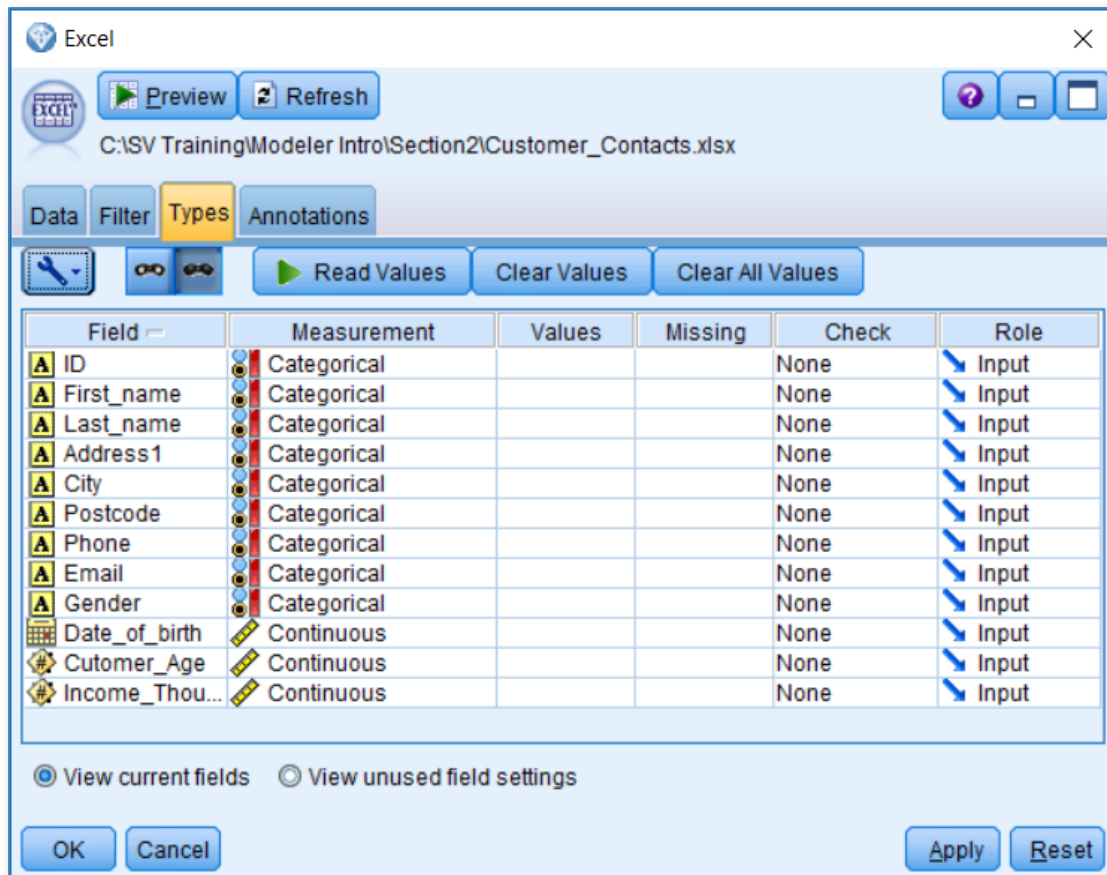 Excel
EXCEL Preview Refresh
C:\SV Training\Modeler Intro\Section2\Customer_Contacts.xlsx
Data Filter Types Annotations
Read Values Clear Values Clear All Values
Field Measurement Values Missing Check Role
A ID Categorical None Input
A First_name Categorical None Input
A Last_name Categorical None Input
A Address1 Categorical None Input
A City Categorical None Input
A Postcode Categorical None Input
A Phone Categorical None Input
A Email Categorical None Input
A Gender Categorical None Input
Date_of_birth Continuous None Input
# Cutomer_Age Continuous None Input
# Income_Thou... Continuous None Input
View current fields View unused field settings
OK Cancel Apply Reset